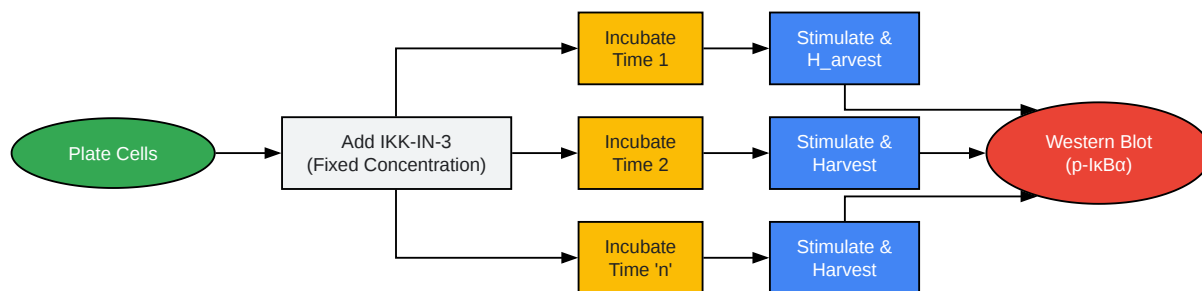 Plate Cells
Add IKK-IN-3
(Fixed Concentration)
Incubate
Time 1
Stimulate &
H_arvest
Incubate
Time 2
Stimulate &
Harvest
Incubate
Time 'n'
Stimulate &
Harvest
Western Blot
(p-IκBα)